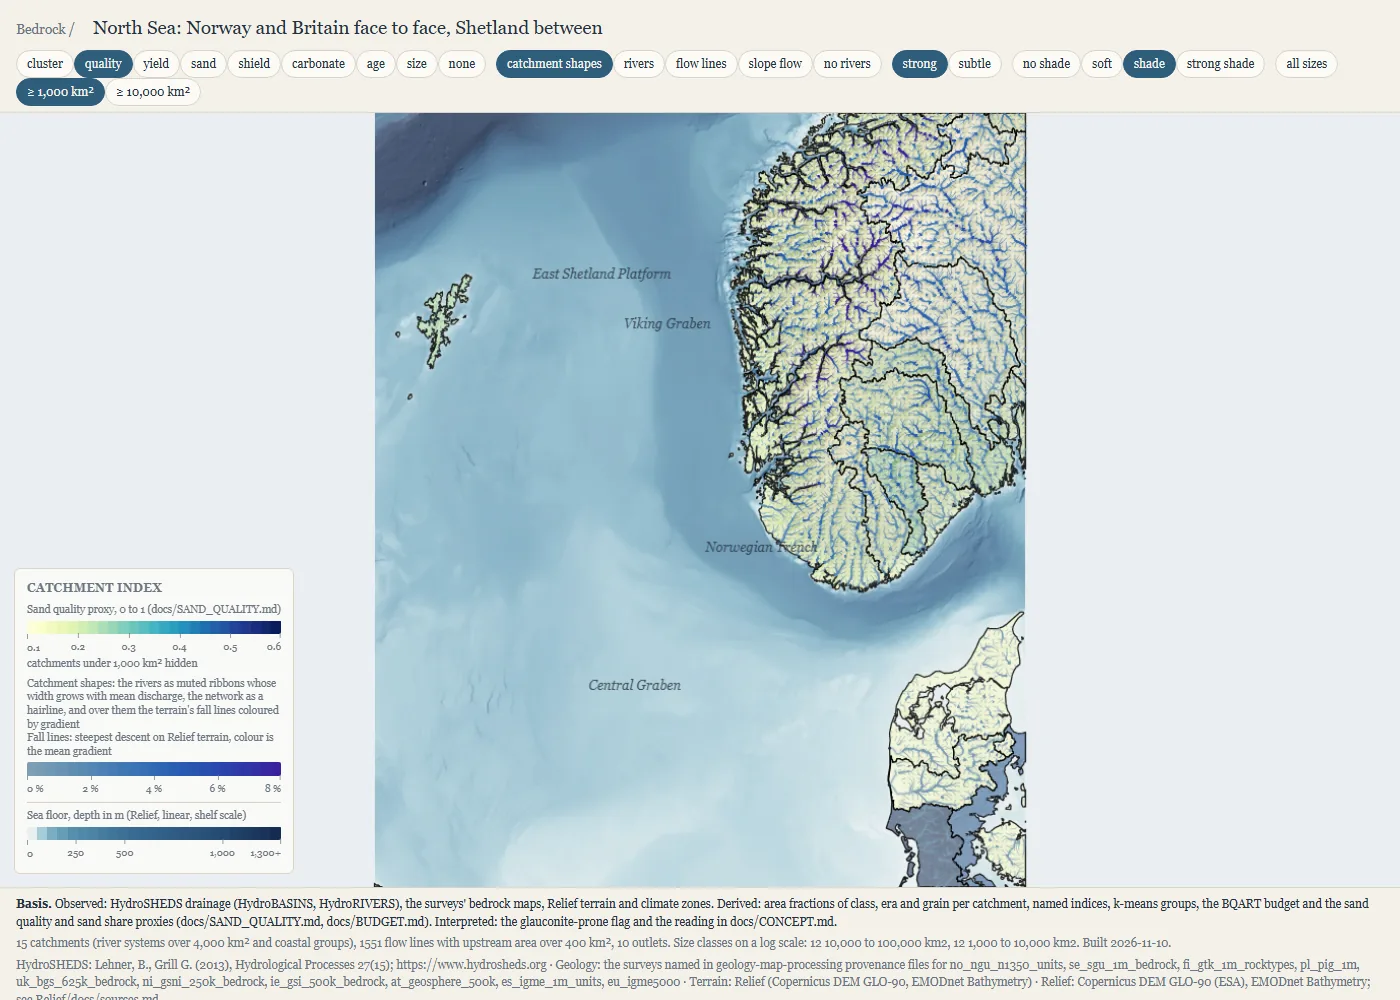 Bedrock / North Sea: Norway and Britain face to face, Shetland between
cluster quality yield sand shield carbonate age size none catchment shapes rivers flow lines slope flow no rivers strong subtle no shade soft shade strong shade all sizes
≥ 1,000 km² ≥ 10,000 km²
East Shetland Platform
Viking Graben
Norwegian Trench
Central Graben
CATCHMENT INDEX
Sand quality proxy, 0 to 1 (docs/SAND_QUALITY.md)
0.1 0.2 0.3 0.4 0.5 0.6
catchments under 1,000 km² hidden
Catchment shapes: the rivers as muted ribbons whose
width grows with mean discharge, the network as a
hairline, and over them the terrain's fall lines coloured
by gradient
Fall lines: steepest descent on Relief terrain, colour is
the mean gradient
0 % 2 % 4 % 6 % 8 %
Sea floor, depth in m (Relief, linear, shelf scale)
0 250 500 1,000 1,300+
Basis. Observed: HydroSHEDS drainage (HydroBASINS, HydroRIVERS), the surveys' bedrock maps, Relief terrain and climate zones. Derived: area fractions of class, era and grain per catchment, named indices, k-means groups, the BQART budget and the sand
quality and sand share proxies (docs/SAND_QUALITY.md, docs/BUDGET.md). Interpreted: the glauconite-prone flag and the reading in docs/CONCEPT.md.
15 catchments (river systems over 4,000 km² and coastal groups), 1551 flow lines with upstream area over 400 km², 10 outlets. Size classes on a log scale: 12 10,000 to 100,000 km2, 12 1,000 to 10,000 km2. Built 2026-11-10.
HydroSHEDS: Lehner, B., Grill G. (2013), Hydrological Processes 27(15); https://www.hydrosheds.org · Geology: the surveys named in geology-map-processing provenance files for no_ngu_n1350_units, se_sgu_1m_bedrock, fi_gtk_1m_rocktypes, pl_pig_1m,
uk_bgs_625k_bedrock, ni_gsni_250k_bedrock, ie_gsi_500k_bedrock, at_geosphere_500k, es_igme_1m_units, eu_igme5000 · Terrain: Relief (Copernicus DEM GLO-90, EMODnet Bathymetry) · Relief: Copernicus DEM GLO-90 (ESA), EMODnet Bathymetry;
see Relief/docs/sources.md